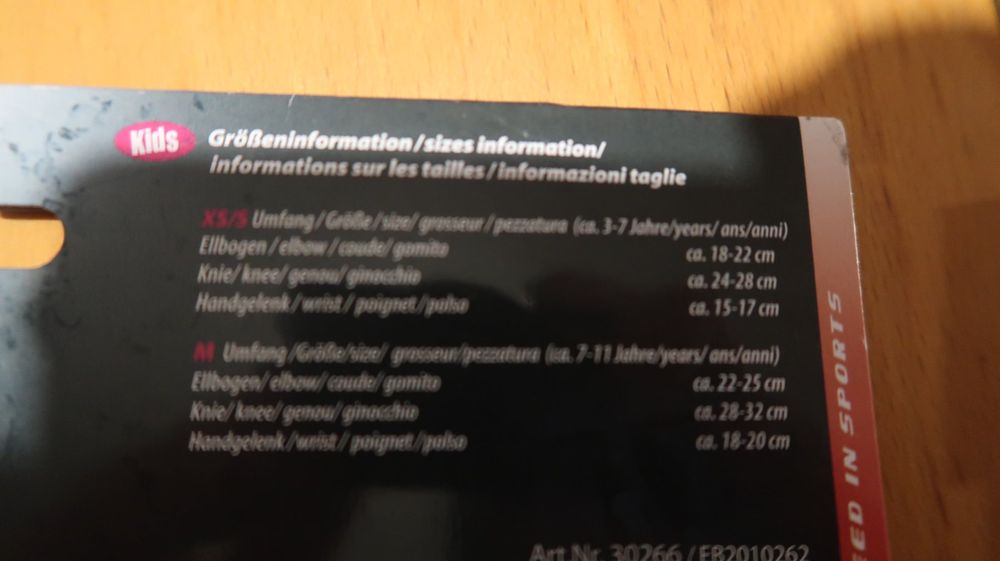 Kids
Größeninformation/sizes information/
informations sur les tailles/informazioni taglie
XS/S Umfang/Größe/size/grosseur/pezzatura (ca. 3-7 Jahre/years/ans/anni)
Ellbogen/elbow/coude/gomito ca. 18-22 cm
Knie/knee/genou/ginocchio ca. 24-28 cm
Handgelenk/wrist/poignet/polso ca. 15-17 cm
M Umfang/Größe/size/ grosseur/pezzatura (ca. 7-11 Jahre/years/ans/anni)
Ellbogen/elbow/coude/gomito ca. 22-25 cm
Knie/knee/genou/ginocchio ca. 28-32 cm
Handgelenk/wrist/poignet/polso ca. 18-20 cm
Art.Nr. 30266 / EB2010262
IN SPORTS